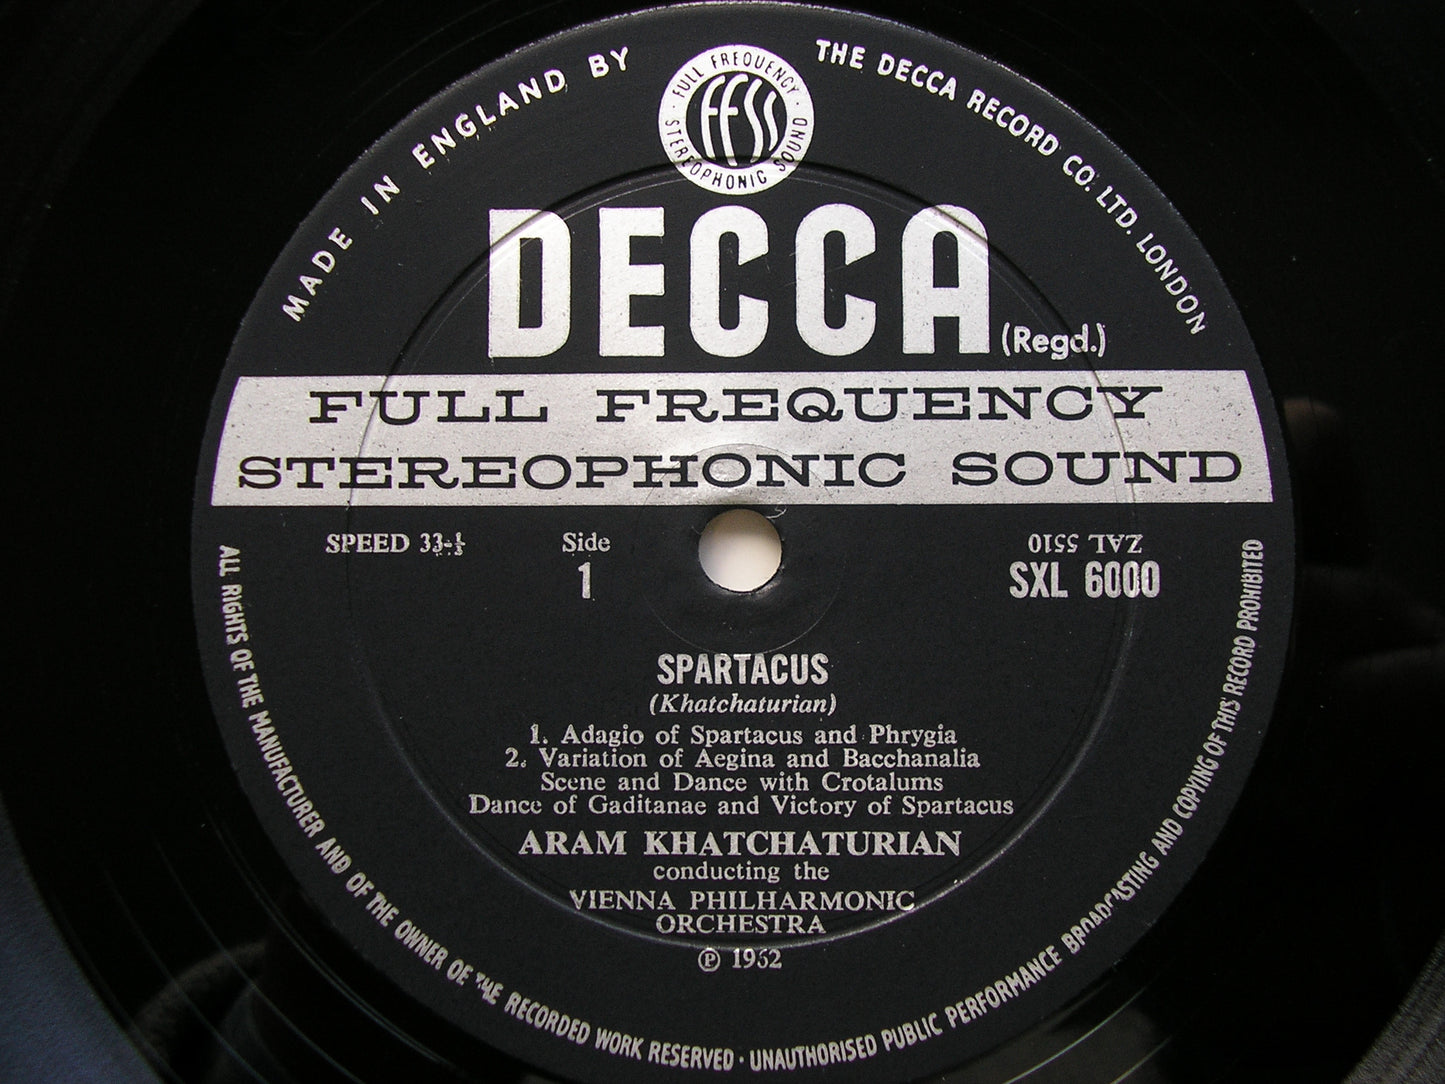 MADE IN ENGLAND BY
THE DECCA RECORD CO. LTD. LONDON
FULL FREQUENCY
FFSS
STEREOPHONIC SOUND
DECCA (Regd.)
FULL FREQUENCY
STEREOPHONIC SOUND
SPEED 33-⅓
Side
1
ZAL 5510
SXL 6000
SPARTACUS
(Khatchaturian)
1. Adagio of Spartacus and Phrygia
2. Variation of Aegina and Bacchanalia
Scene and Dance with Crotalums
Dance of Gaditanae and Victory of Spartacus
ARAM KHATCHATURIAN
conducting the
VIENNA PHILHARMONIC
ORCHESTRA
℗ 1962
ALL RIGHTS OF THE MANUFACTURER AND OF THE OWNER OF THE RECORDED WORK RESERVED · UNAUTHORISED PUBLIC PERFORMANCE BROADCASTING AND COPYING OF THIS RECORD PROHIBITED